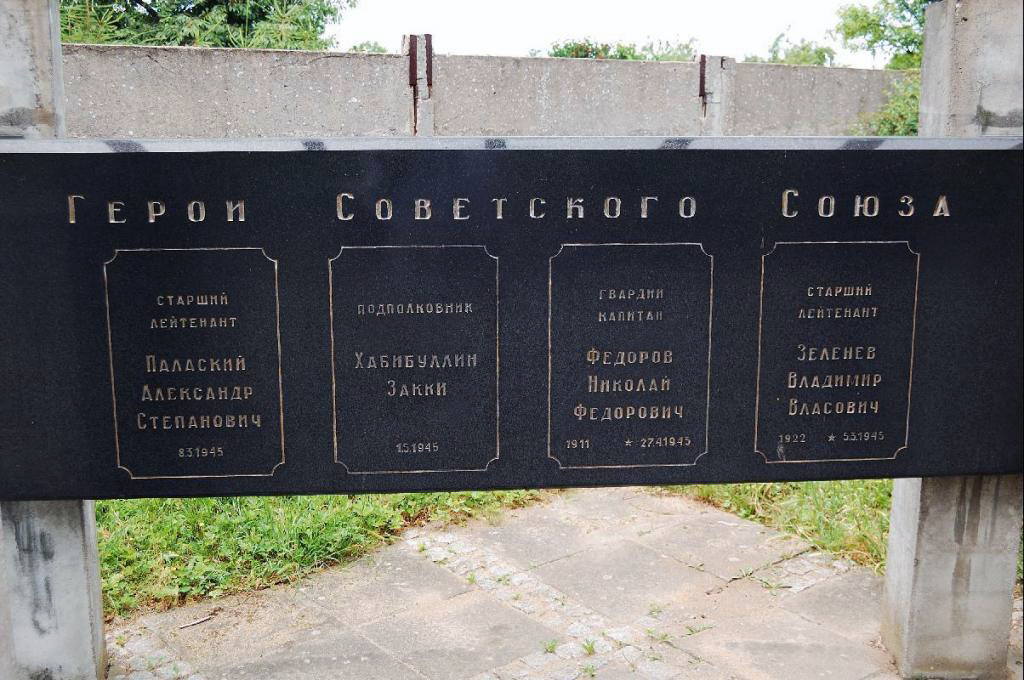 Герои Советского Союза
старший
лейтенант
Палаский
Александр
Степанович
8.3.1945
подполковник
Хабибуллин
Закки
1.5.1945
гвардии
капитан
Федоров
Николай
Федорович
1911 ★ 27.4.1945
старший
лейтенант
Зеленев
Владимир
Власович
1922 ★ 5.3.1945